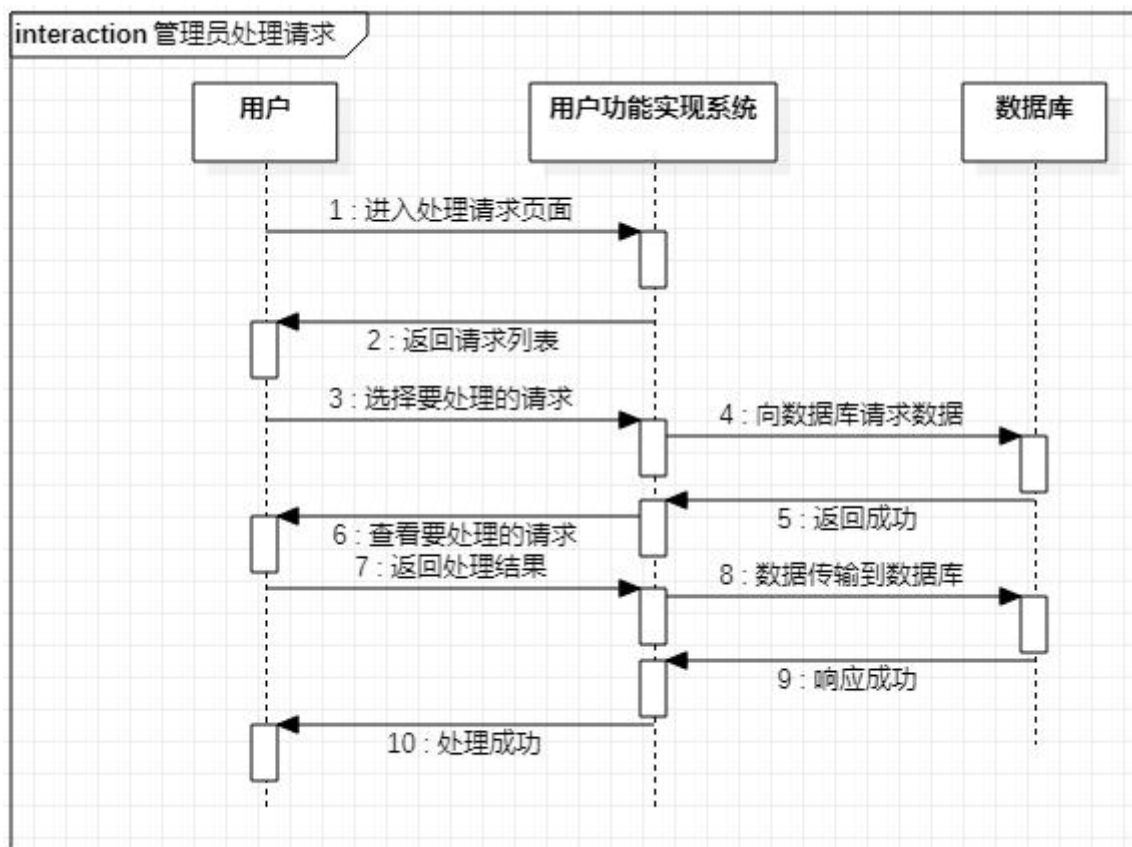 interaction 管理员处理请求
用户
用户功能实现系统
数据库
1 : 进入处理请求页面
2 : 返回请求列表
3 : 选择要处理的请求
4 : 向数据库请求数据
5 : 返回成功
6 : 查看要处理的请求
7 : 返回处理结果
8 : 数据传输到数据库
9 : 响应成功
10 : 处理成功